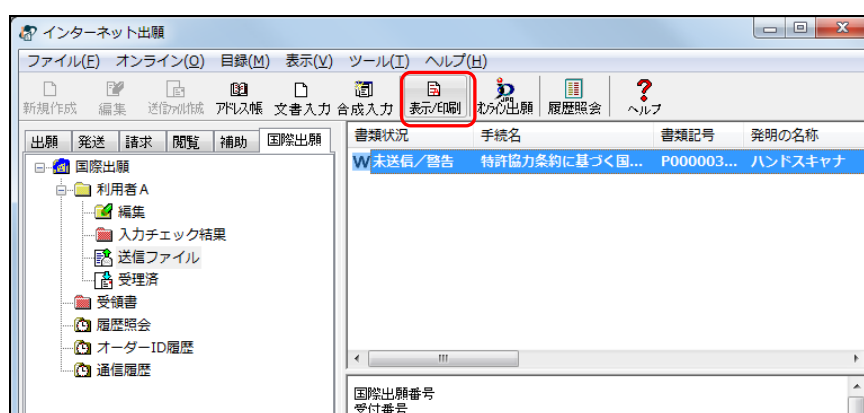 インターネット出願
ファイル(F) オンライン(O) 目録(M) 表示(V) ツール(T) ヘルプ(H)
新規作成 編集 送信ファイル作成 アドレス帳 文書入力 合成入力 表示/印刷 オンライン出願 履歴照会 ヘルプ
出願 発送 請求 閲覧 補助 国際出願
書類状況 手続名 書類記号 発明の名称
W 未送信/警告 特許協力条約に基づく国... P000003... ハンドスキャナ
国際出願
利用者A
編集
入力チェック結果
送信ファイル
受理済
受領書
履歴照会
オーダーID履歴
通信履歴
国際出願番号
受付番号